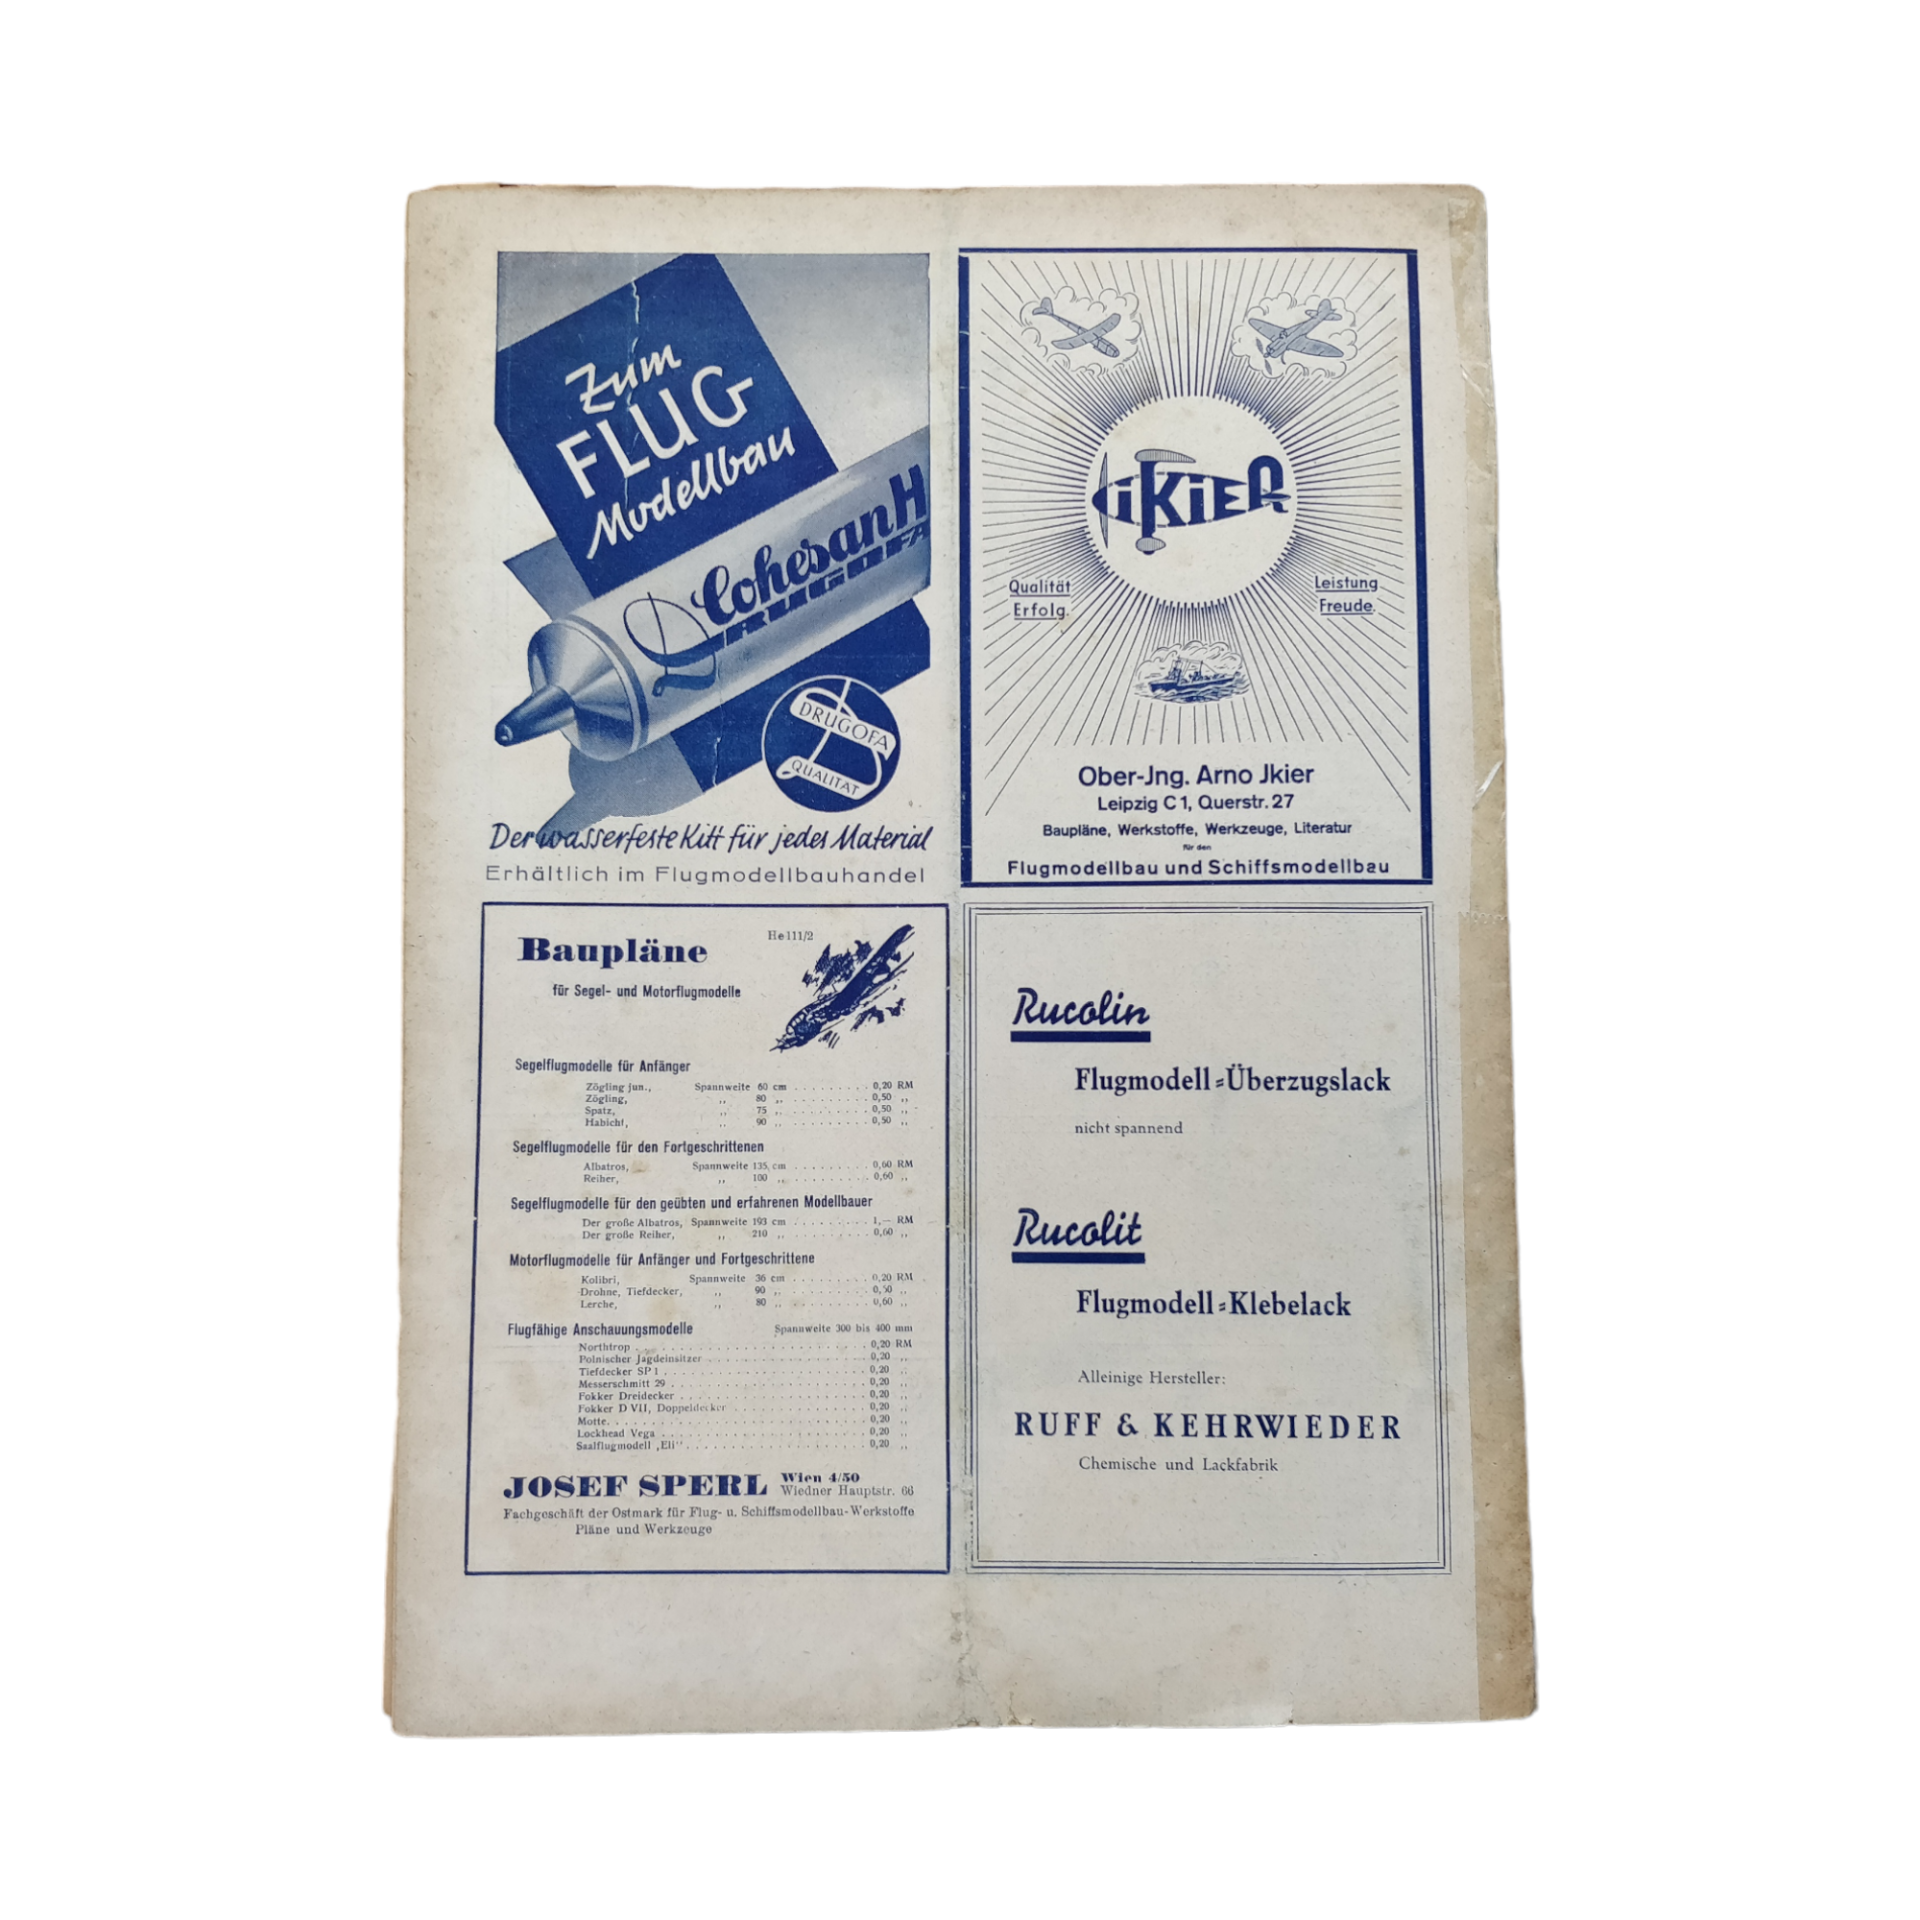 Zum
FLUG
Modellbau
Cohesan H
DRUGOFA
DRUGOFA
QUALITÄT
Der wasserfeste Kitt für jedes Material
Erhältlich im Flugmodellbauhandel
iKiER
Qualität
Erfolg.
Leistung
Freude.
Ober-Jng. Arno Jkier
Leipzig C 1, Querstr. 27
Baupläne, Werkstoffe, Werkzeuge, Literatur
für den
Flugmodellbau und Schiffsmodellbau
Baupläne
He 111/2
für Segel- und Motorflugmodelle
Segelflugmodelle für Anfänger
Zögling jun., Spannweite 60 cm . . . . . . . . . 0,20 RM
Zögling, „ 80 „ . . . . . . . . . 0,50 „
Spatz, „ 75 „ . . . . . . . . . 0,50 „
Habicht, „ 90 „ . . . . . . . . . 0,50 „
Segelflugmodelle für den Fortgeschrittenen
Albatros, Spannweite 135 cm . . . . . . . . . 0,60 RM
Reiher, „ 100 „ . . . . . . . . . 0,60 „
Segelflugmodelle für den geübten und erfahrenen Modellbauer
Der große Albatros, Spannweite 193 cm . . . . . . . . . 1,— RM
Der große Reiher, „ 210 „ . . . . . . . . . 0,60 „
Motorflugmodelle für Anfänger und Fortgeschrittene
Kolibri, Spannweite 36 cm . . . . . . . . . 0,20 RM
Drohne, Tiefdecker, „ 90 „ . . . . . . . . . 0,50 „
Lerche, „ 80 „ . . . . . . . . . 0,60 „
Flugfähige Anschauungsmodelle Spannweite 300 bis 400 mm
Northtrop . . . . . . . . . 0,20 RM
Polnischer Jagdeinsitzer . . . . . . . . . 0,20 „
Tiefdecker SP 1 . . . . . . . . . 0,20 „
Messerschmitt 29 . . . . . . . . . 0,20 „
Fokker Dreidecker . . . . . . . . . 0,20 „
Fokker D VII, Doppeldecker . . . . . . . . . 0,20 „
Motte . . . . . . . . . 0,20 „
Lockhead Vega . . . . . . . . . 0,20 „
Saalflugmodell „Eli“ . . . . . . . . . 0,20 „
JOSEF SPERL Wien 4/50
Wiedner Hauptstr. 66
Fachgeschäft der Ostmark für Flug- u. Schiffsmodellbau-Werkstoffe
Pläne und Werkzeuge
Rucolin
Flugmodell-Überzugslack
nicht spannend
Rucolit
Flugmodell-Klebelack
Alleinige Hersteller:
RUFF & KEHRWIEDER
Chemische und Lackfabrik